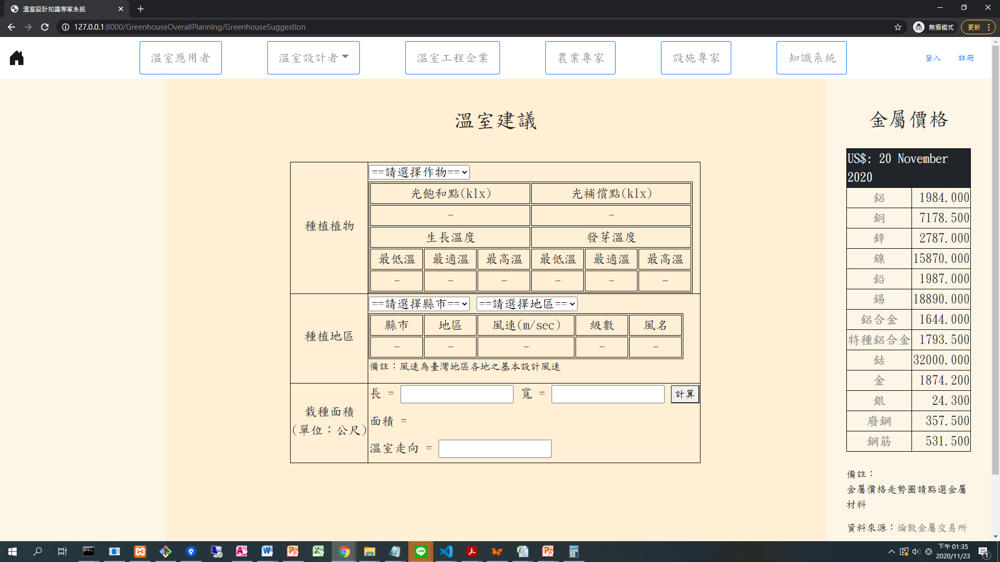 溫室設計知識專家系統
127.0.0.1:8000/GreenhouseOverallPlanning/GreenhouseSuggestion
無痕模式
更新
溫室應用者
溫室設計者
溫室工程企業
農業專家
設施專家
知識系統
登入
註冊
溫室建議
種植植物
==請選擇作物==
光飽和點(klx) 光補償點(klx)
- -
生長溫度 發芽溫度
最低溫 最適溫 最高溫 最低溫 最適溫 最高溫
- - - - - -
種植地區
==請選擇縣市== ==請選擇地區==
縣市 地區 風速(m/sec) 級數 風名
- - - - -
備註：風速為臺灣地區各地之基本設計風速
栽種面積
(單位：公尺)
長 = 寬 = 計算
面積 =
溫室走向 =
金屬價格
US$: 20 November
2020
鋁 1984.000
銅 7178.500
鋅 2787.000
鎳 15870.000
鉛 1987.000
錫 18890.000
鋁合金 1644.000
特種鋁合金 1793.500
鈷 32000.000
金 1874.200
銀 24.300
廢鋼 357.500
鋼筋 531.500
備註：
金屬價格走勢圖請點選金屬
材料
資料來源：倫敦金屬交易所
下午 01:35
2020/11/23
1